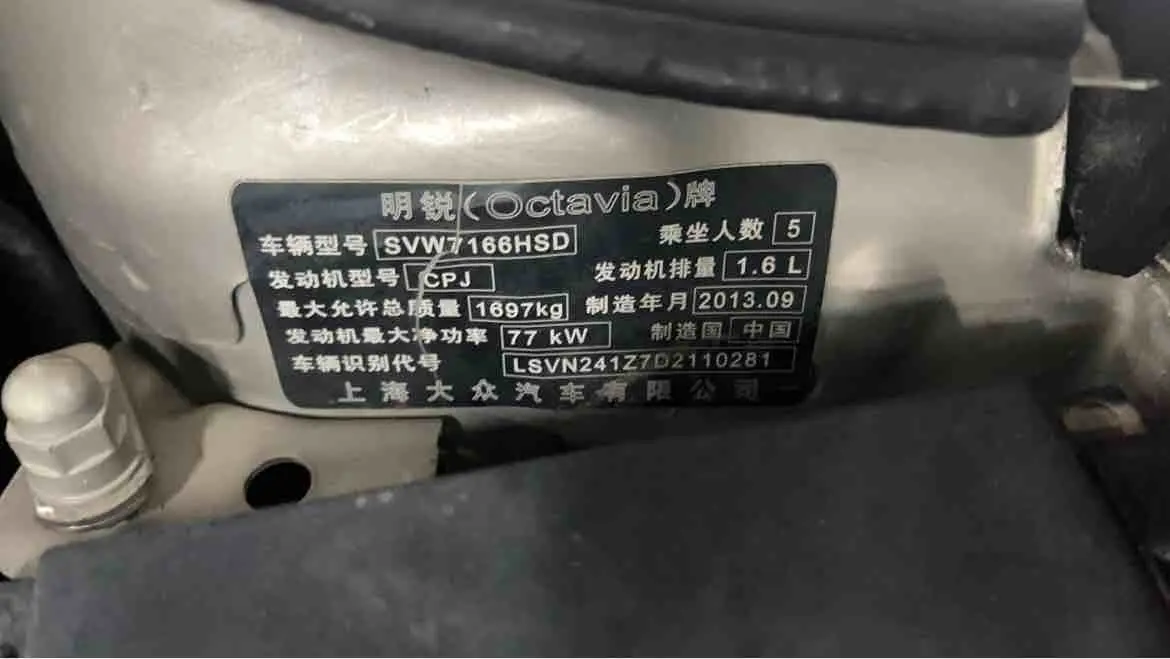 明锐(Octavia)牌
车辆型号 SVW7166HSD 乘坐人数 5
发动机型号 CPJ 发动机排量 1.6 L
最大允许总质量 1697kg 制造年月 2013.09
发动机最大净功率 77 kW 制造国 中国
车辆识别代号 LSVN241Z7D2110281
上海大众汽车有限公司